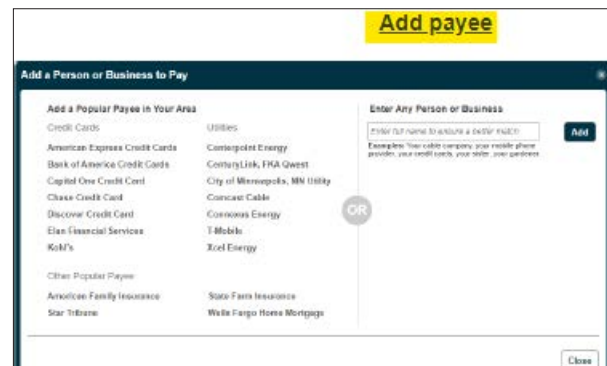 Add payee
Add a Person or Business to Pay
Add a Popular Payee in Your Area
Credit Cards
American Express Credit Cards
Bank of America Credit Cards
Capital One Credit Card
Chase Credit Card
Discover Credit Card
Elan Financial Services
Kohl's
Utilities
Centerpoint Energy
CenturyLink, FKA Qwest
City of Minneapolis, MN Utility
Comcast Cable
Connexus Energy
T-Mobile
Xcel Energy
Other Popular Payee
American Family Insurance
Star Tribune
State Farm Insurance
Wells Fargo Home Mortgage
OR
Enter Any Person or Business
Enter full name to ensure a better match
Add
Examples: Your cable company, your mobile phone
provider, your credit cards, your sister, your gardener
Close